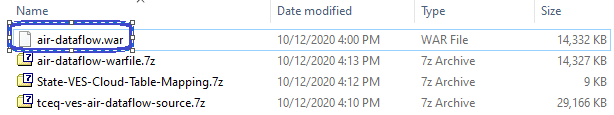 Name Date modified Type Size
air-dataflow.war 10/12/2020 4:00 PM WAR File 14,332 KB
air-dataflow-warfile.7z 10/12/2020 4:13 PM 7z Archive 14,327 KB
State-VES-Cloud-Table-Mapping.7z 10/12/2020 4:12 PM 7z Archive 9 KB
tceq-ves-air-dataflow-source.7z 10/12/2020 4:10 PM 7z Archive 29,166 KB